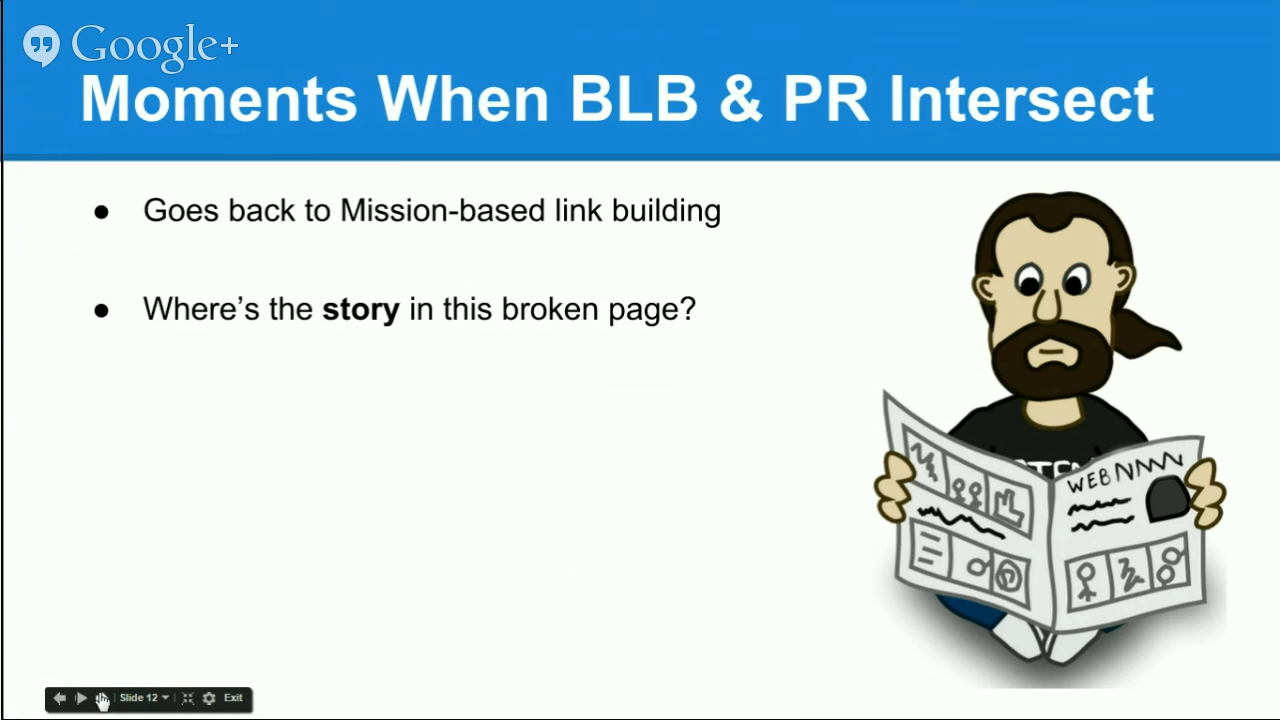 Google+
Moments When BLB & PR Intersect
● Goes back to Mission-based link building
● Where's the story in this broken page?
WEB
Slide 12
Exit